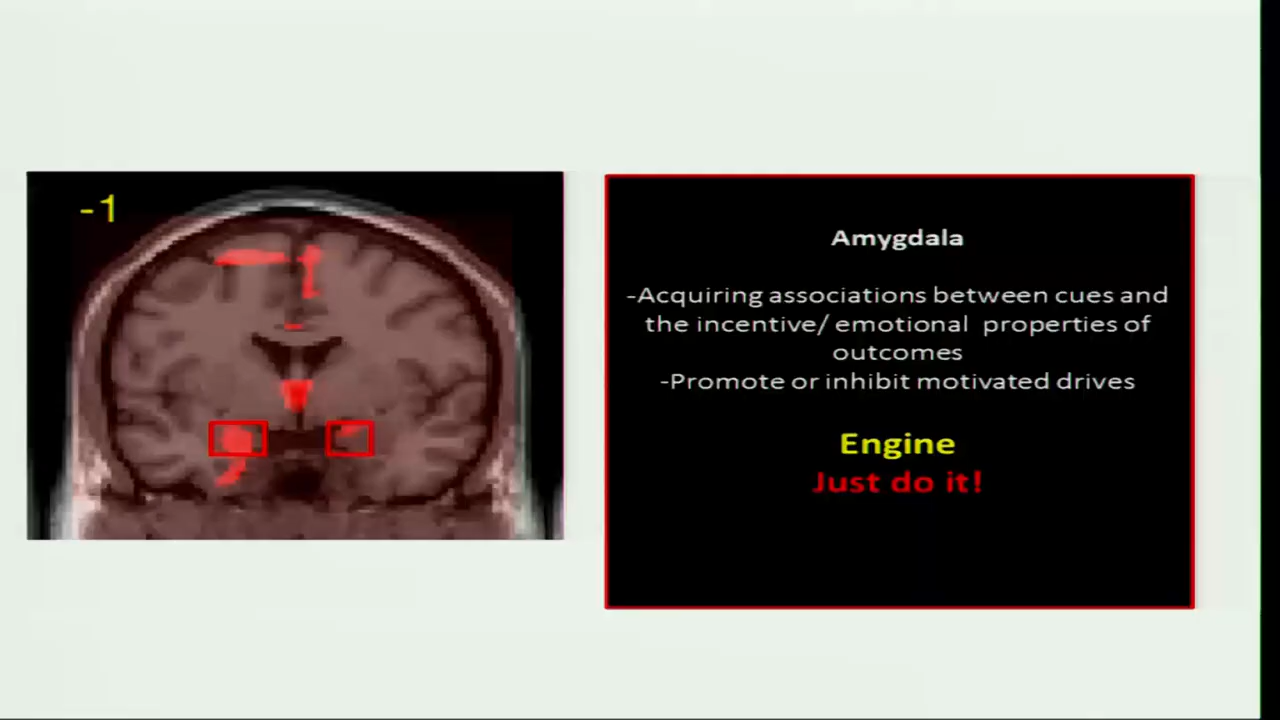 -1
Amygdala
-Acquiring associations between cues and
the incentive/ emotional properties of
outcomes
-Promote or inhibit motivated drives
Engine
Just do it!